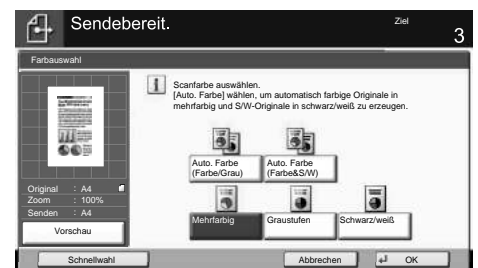 Sendebereit.
Ziel
3
Farbauswahl
Scanfarbe auswählen.
[Auto. Farbe] wählen, um automatisch farbige Originale in
mehrfarbig und S/W-Originale in schwarz/weiß zu erzeugen.
Auto. Farbe
(Farbe/Grau)
Auto. Farbe
(Farbe&S/W)
Original : A4
Zoom : 100%
Senden : A4
Mehrfarbig
Graustufen
Schwarz/weiß
Vorschau
Schnellwahl
Abbrechen
OK